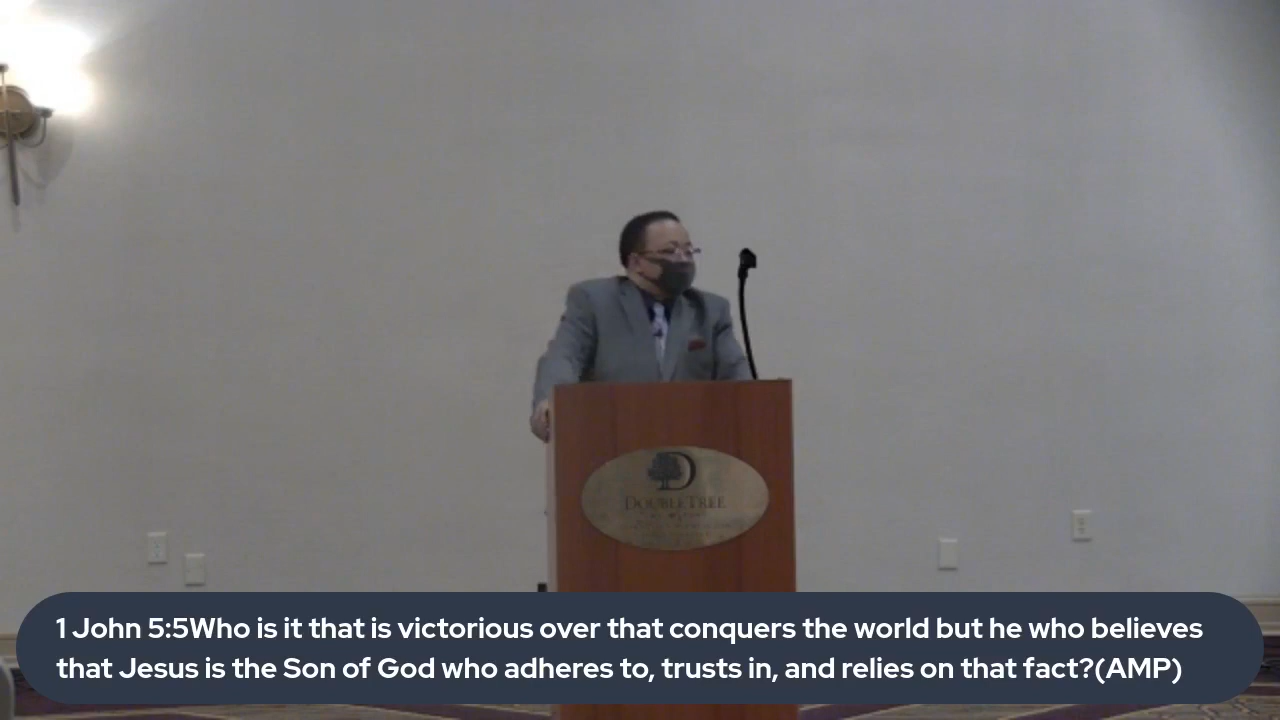 DOUBLETREE
1 John 5:5Who is it that is victorious over that conquers the world but he who believes
that Jesus is the Son of God who adheres to, trusts in, and relies on that fact?(AMP)